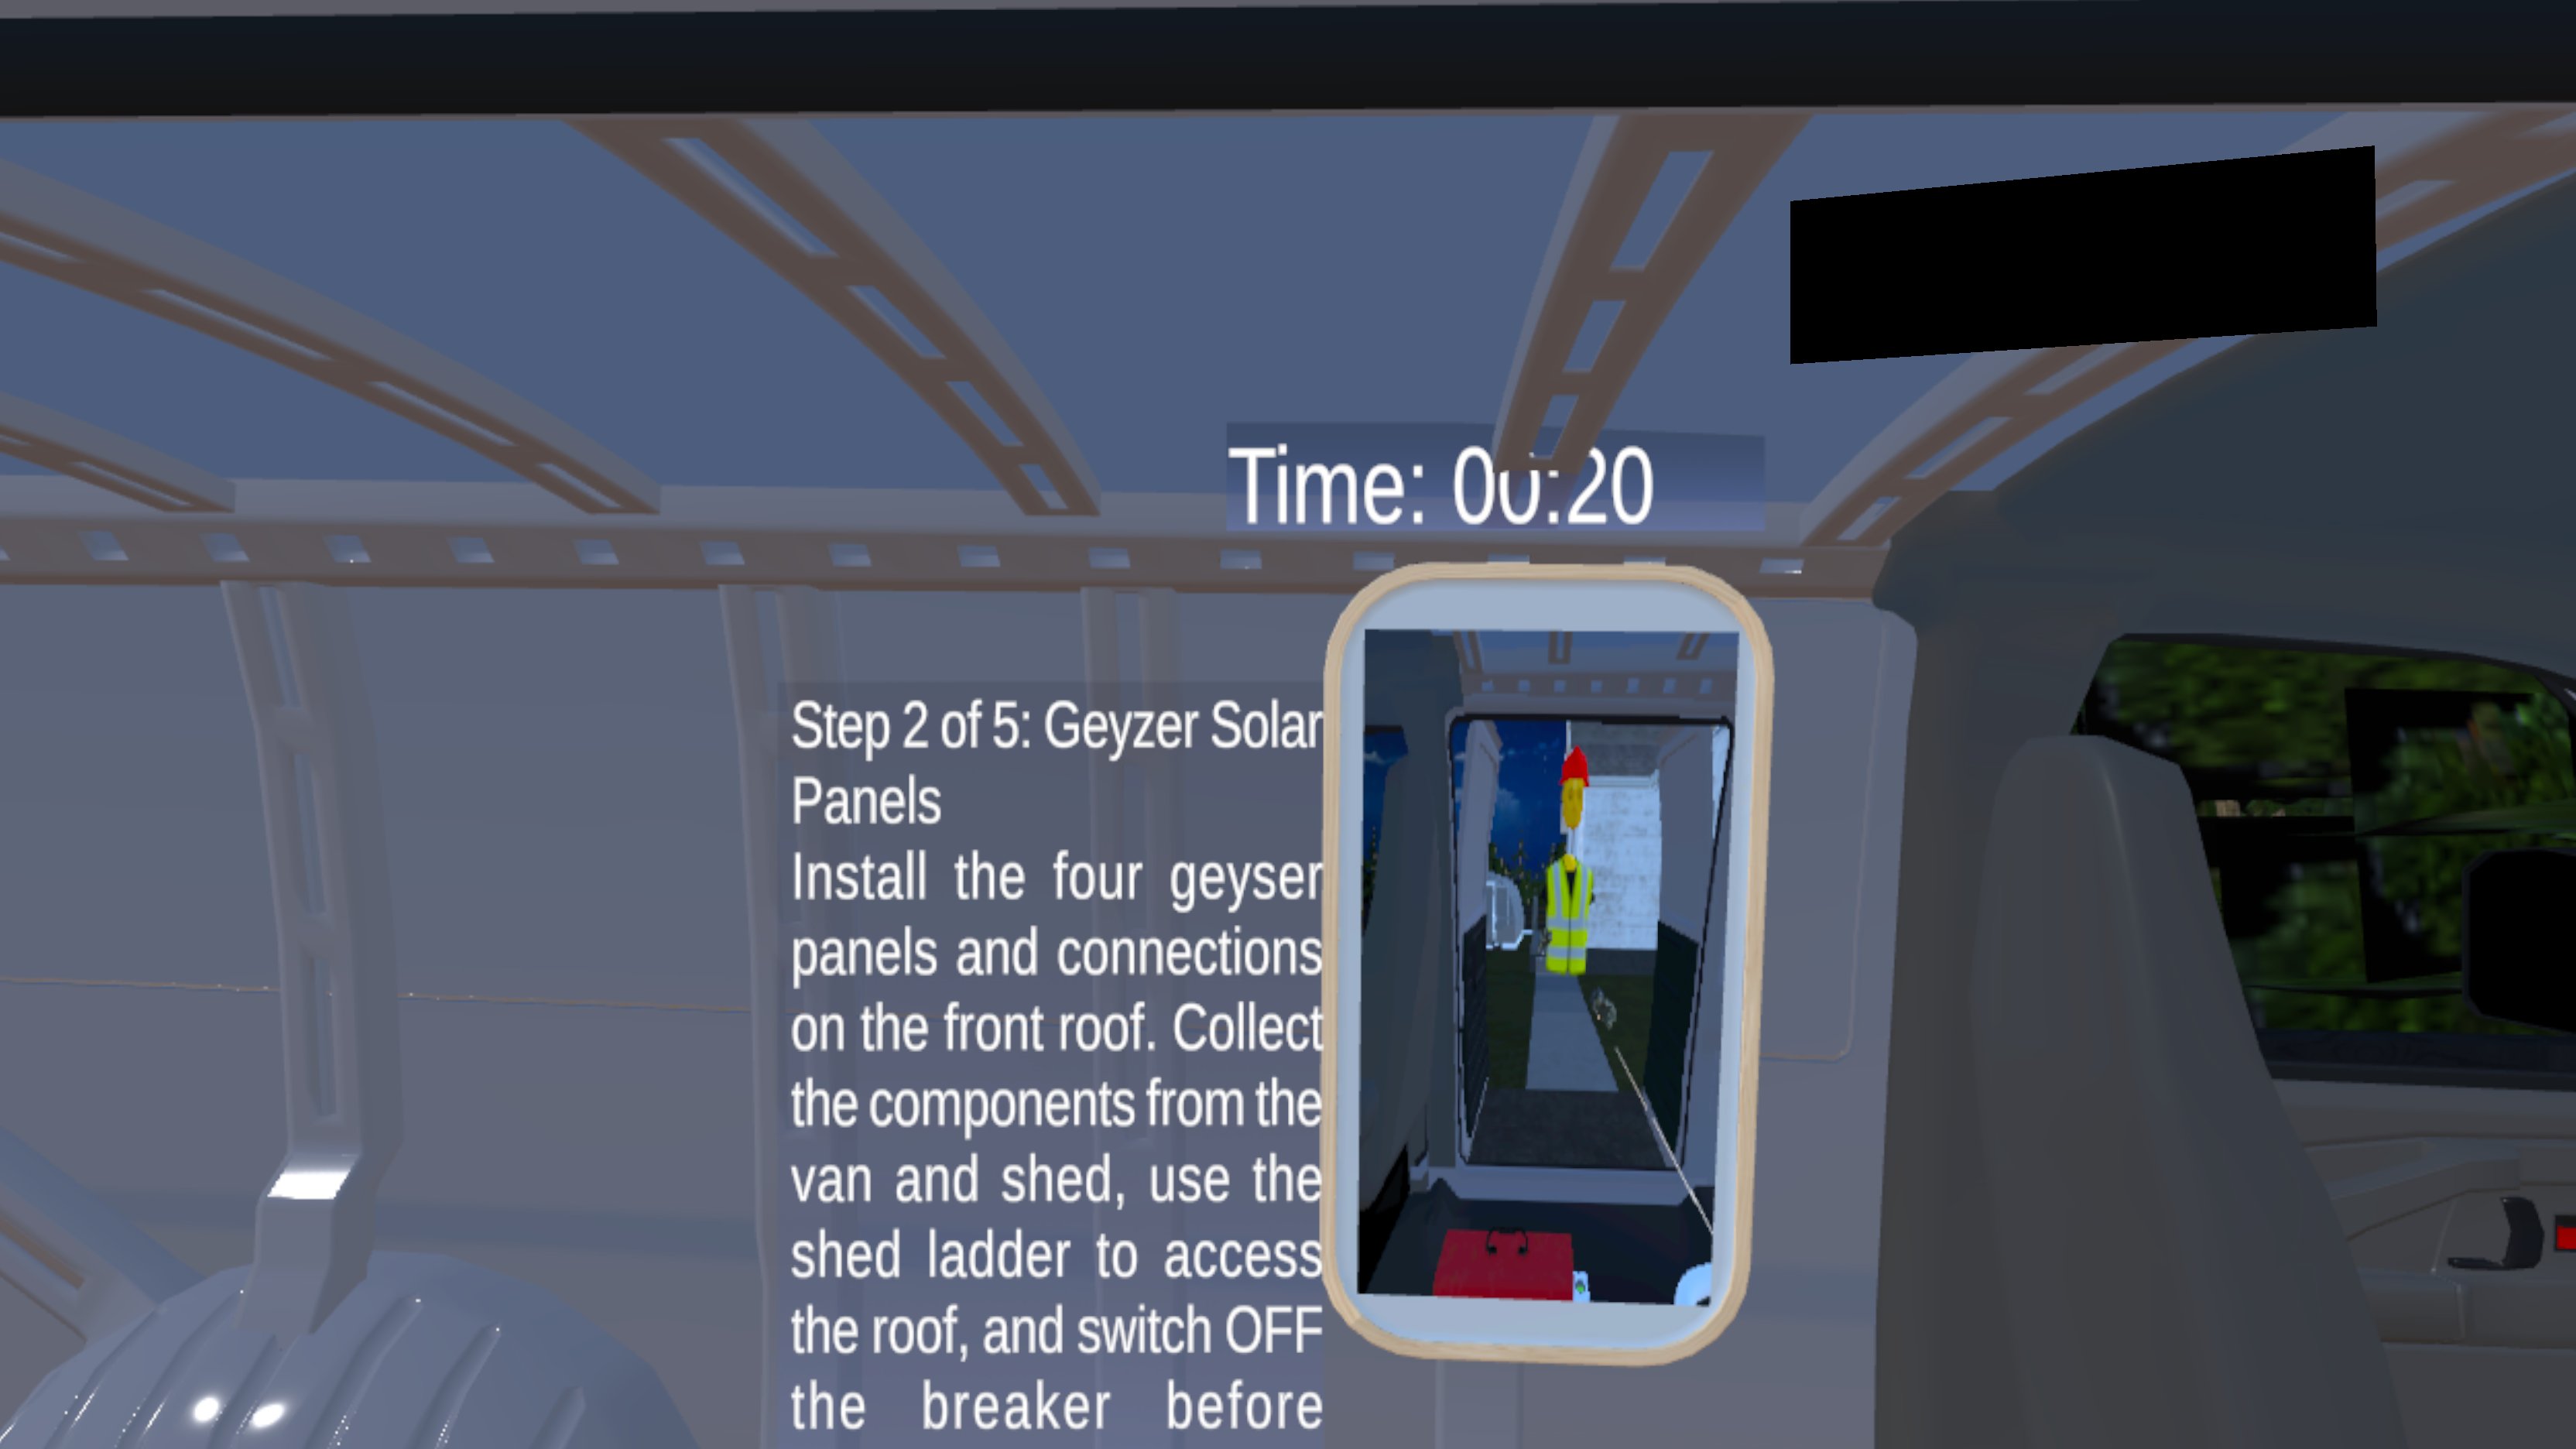 Time: 00:20
Step 2 of 5: Geyzer Solar
Panels
Install the four geyser
panels and connections
on the front roof. Collect
the components from the
van and shed, use the
shed ladder to access
the roof, and switch OFF
the breaker before